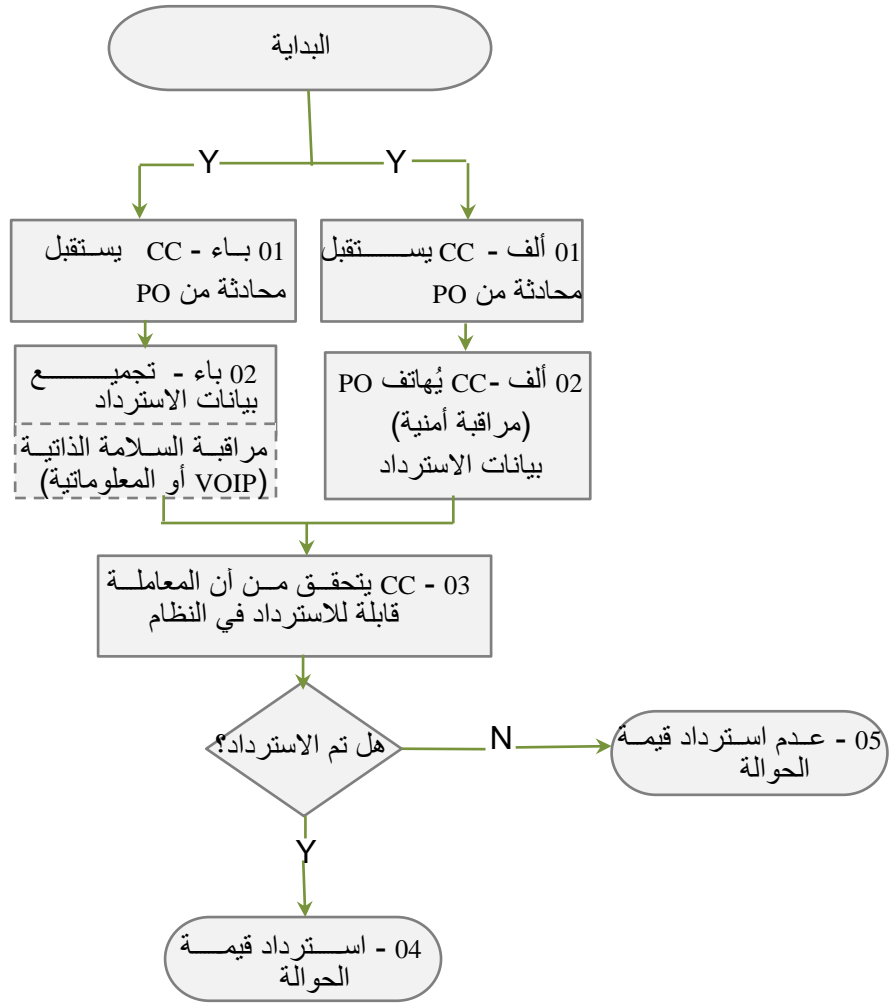 البداية
Y
Y
01 ألف - CC يستقبل
محادثة من PO
01 باء - CC يستقبل
محادثة من PO
02 ألف -CC يُهاتف PO
(مراقبة أمنية)
بيانات الاسترداد
02 باء - تجميع
بيانات الاسترداد
مراقبة السلامة الذاتية
(VOIP أو المعلوماتية)
03 - CC يتحقق من أن المعاملة
قابلة للاسترداد في النظام
هل تم الاسترداد؟
N
05 - عدم استرداد قيمة
الحوالة
Y
04 - استرداد قيمة
الحوالة